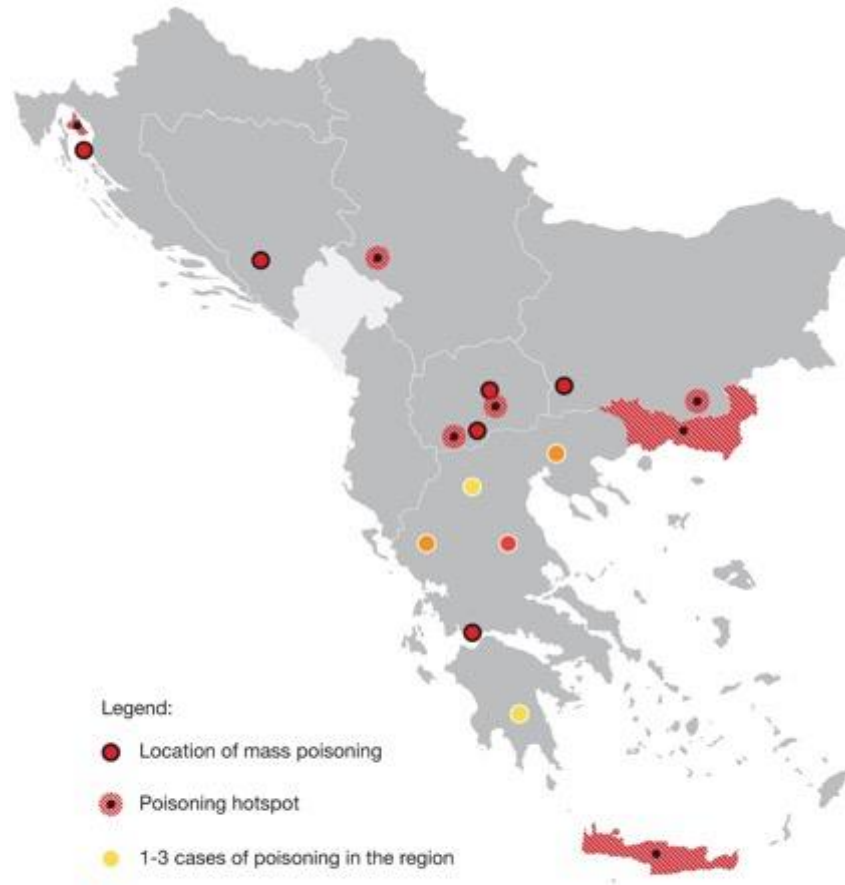 Legend:
Location of mass poisoning
Poisoning hotspot
1-3 cases of poisoning in the region